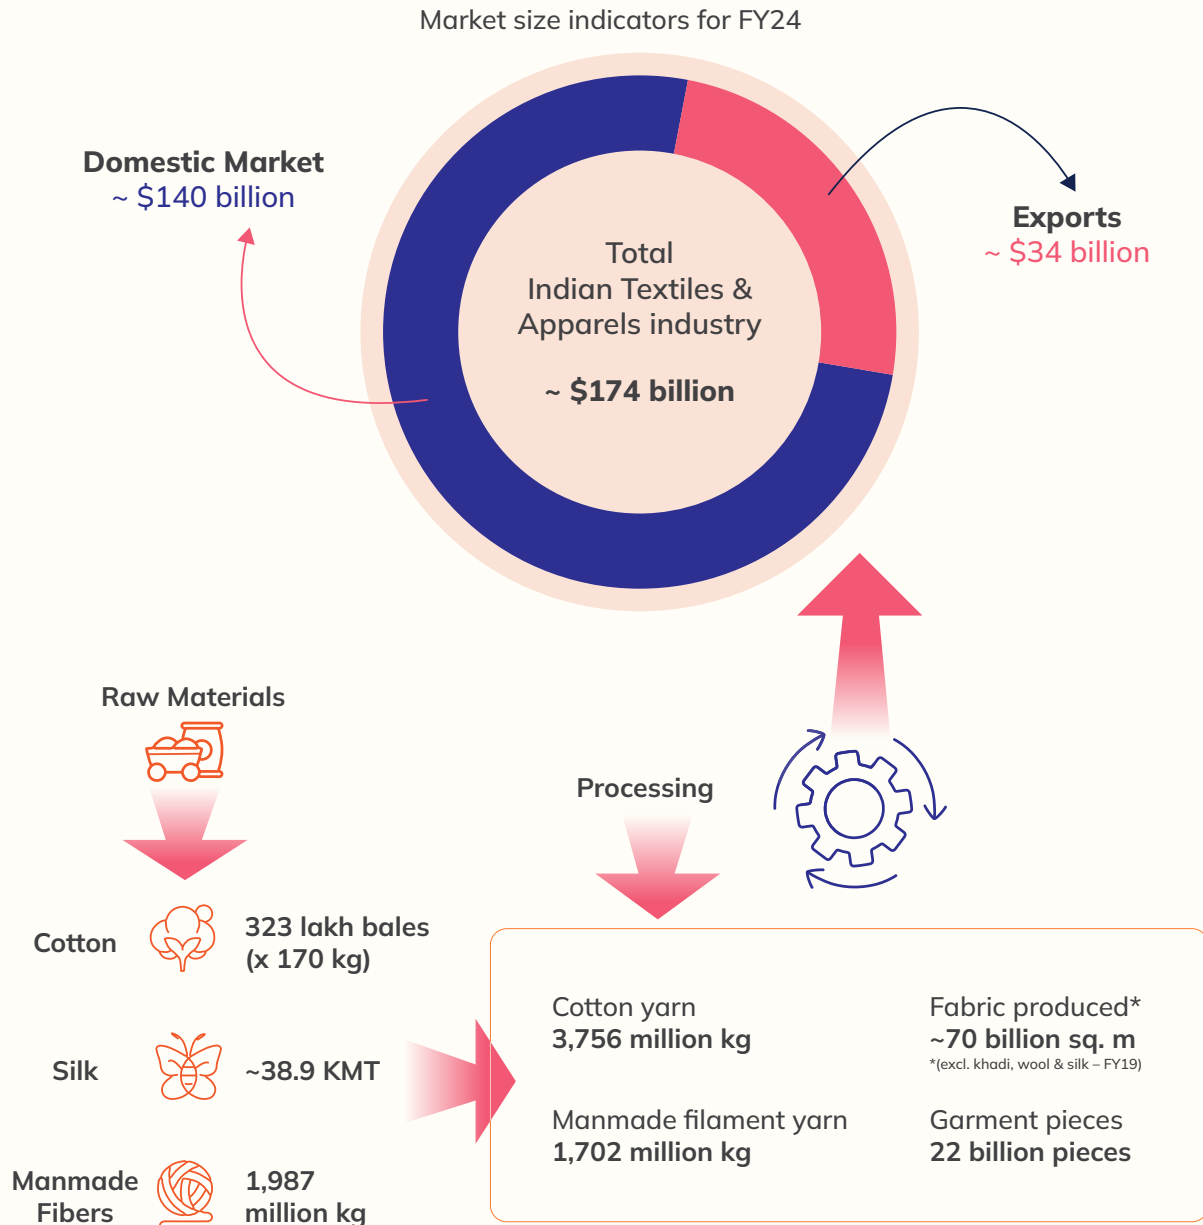 Market size indicators for FY24
Domestic Market
~ $140 billion
Exports
~ $34 billion
Total
Indian Textiles &
Apparels industry
~ $174 billion
Raw Materials
Processing
Cotton
323 lakh bales
(x 170 kg)
Silk
~38.9 KMT
Manmade
Fibers
1,987
million kg
Cotton yarn
3,756 million kg
Fabric produced*
~70 billion sq. m
*(excl. khadi, wool & silk – FY19)
Manmade filament yarn
1,702 million kg
Garment pieces
22 billion pieces